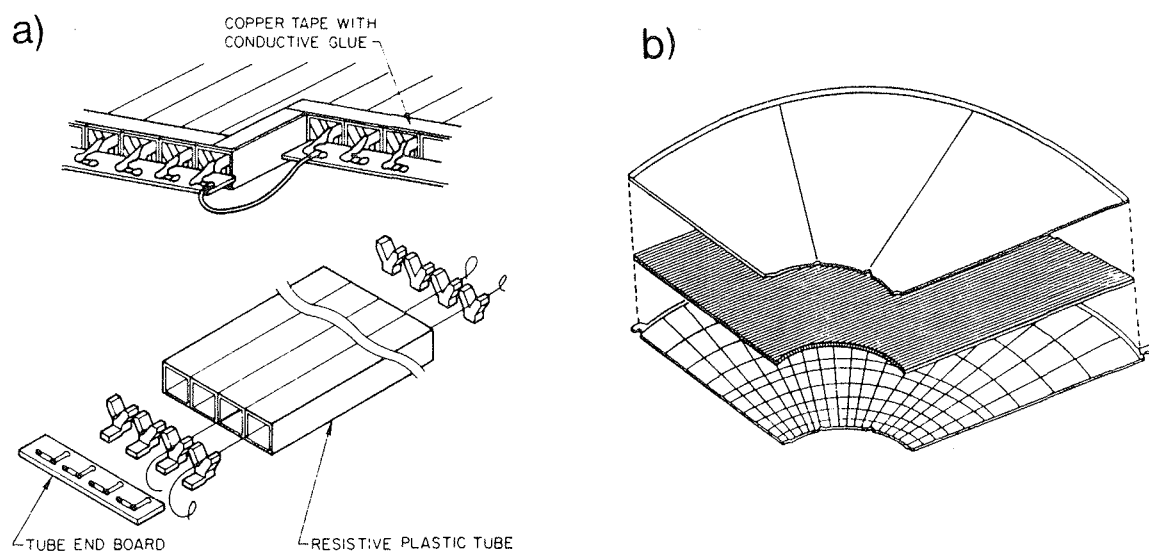 a)
COPPER TAPE WITH
CONDUCTIVE GLUE
b)
TUBE END BOARD
RESISTIVE PLASTIC TUBE